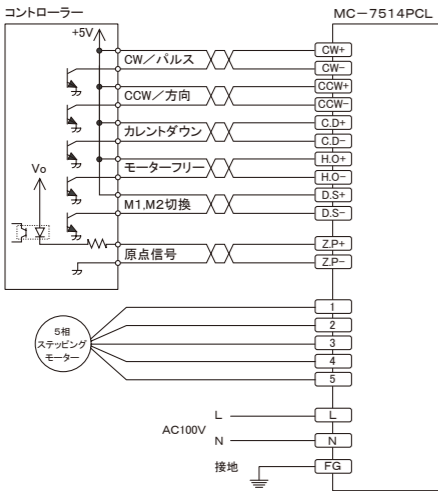 コントローラー
MC－7514PCL
+5V
CW／パルス
CW+
CW−
CCW／方向
CCW+
CCW−
カレントダウン
C.D+
C.D−
モーターフリー
H.O+
H.O−
M1,M2切換
D.S+
D.S−
Vo
原点信号
Z.P+
Z.P−
5相
ステッピング
モーター
1
2
3
4
5
AC100V
L
L
N
N
接地
FG